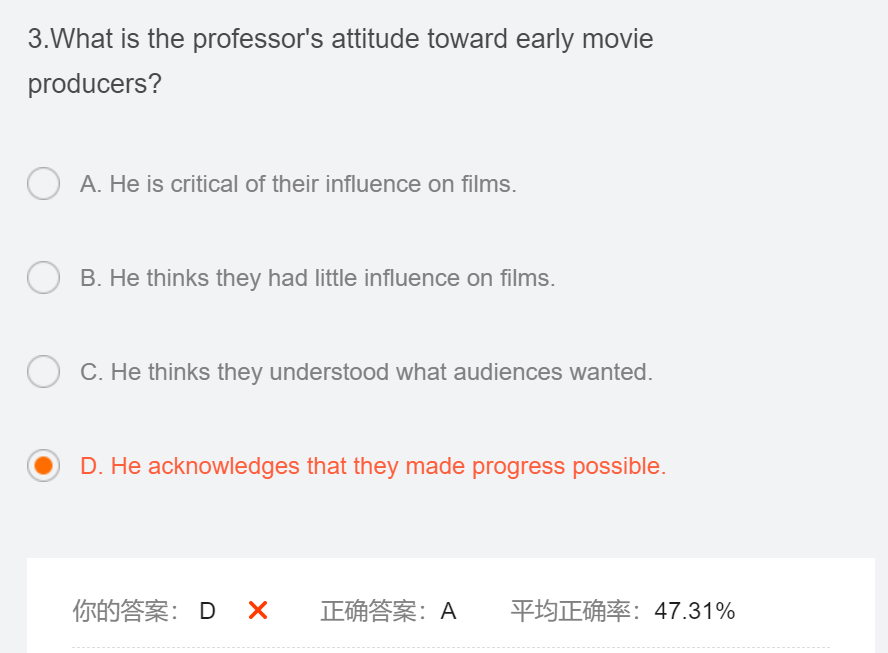 3.What is the professor's attitude toward early movie
producers?
A. He is critical of their influence on films.
B. He thinks they had little influence on films.
C. He thinks they understood what audiences wanted.
D. He acknowledges that they made progress possible.
你的答案： D ✕ 正确答案：A 平均正确率：47.31%